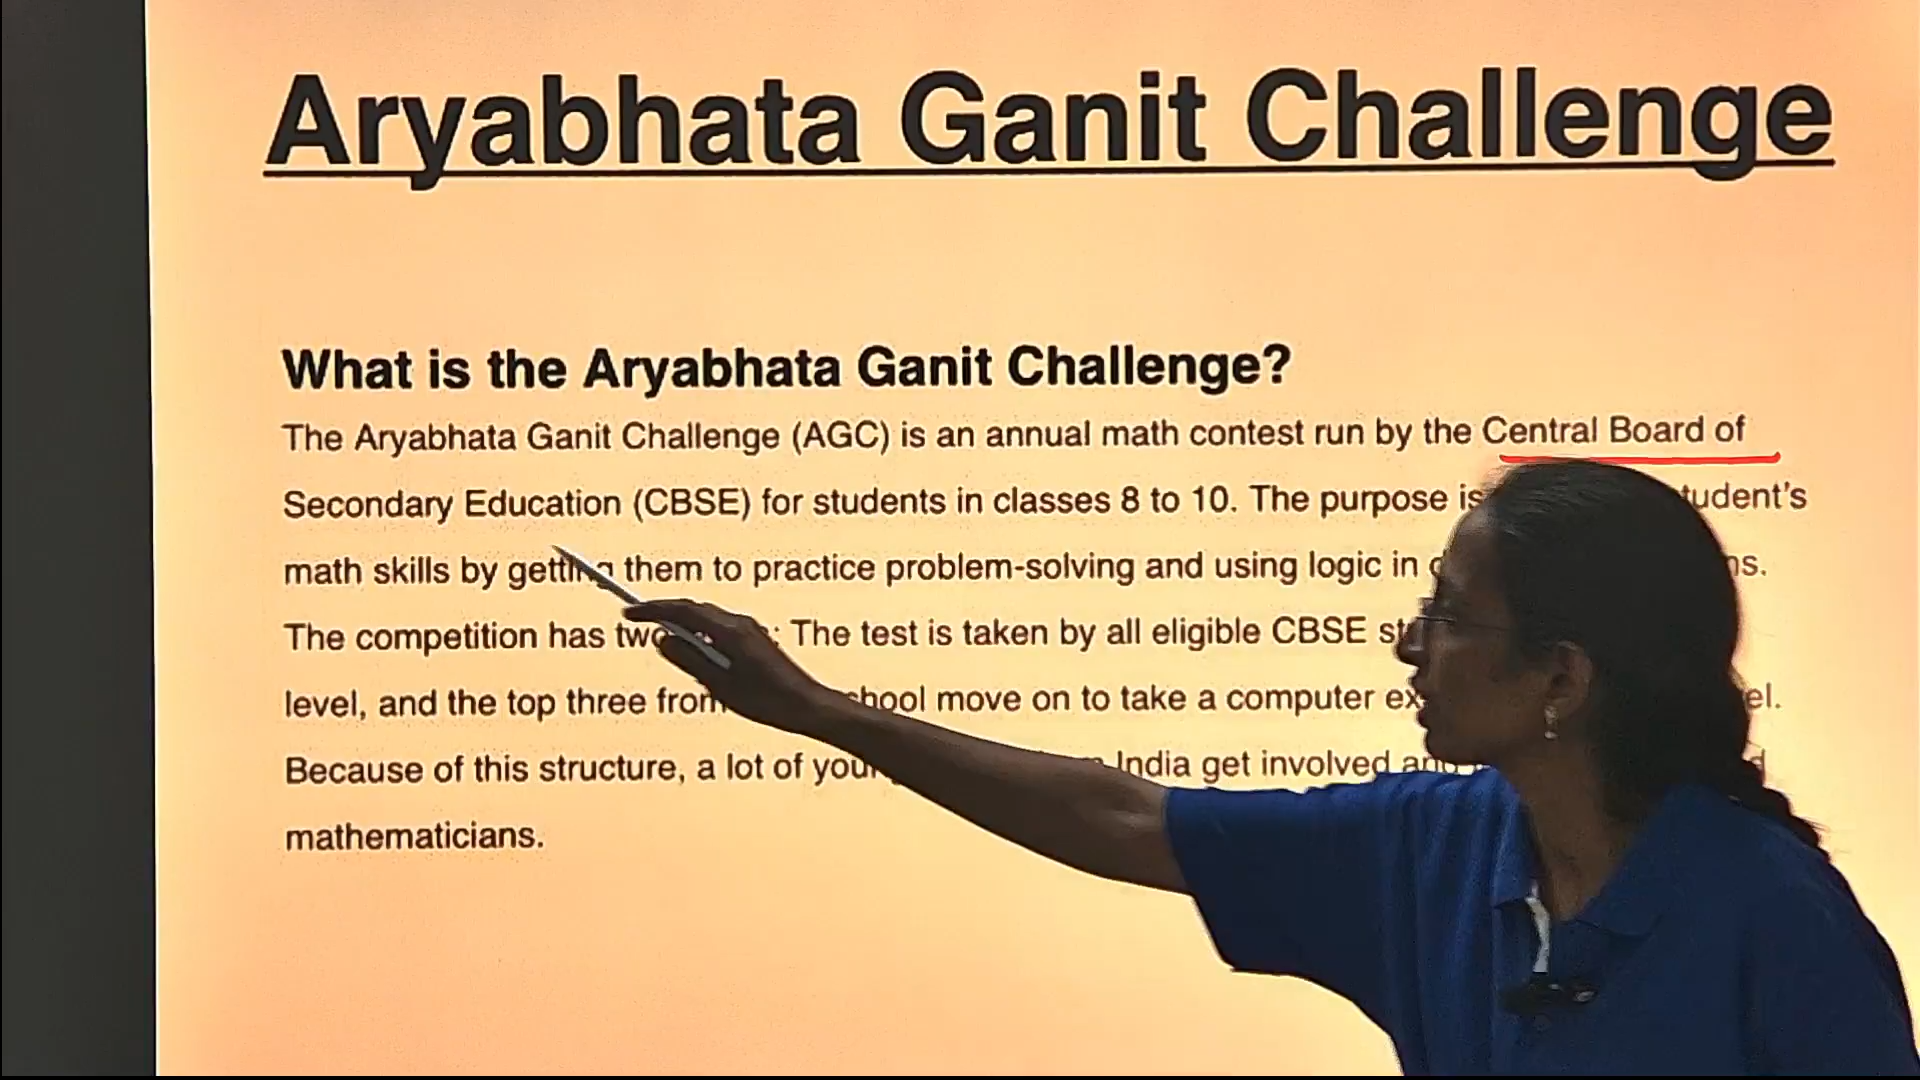 Aryabhata Ganit Challenge
What is the Aryabhata Ganit Challenge?
The Aryabhata Ganit Challenge (AGC) is an annual math contest run by the Central Board of
Secondary Education (CBSE) for students in classes 8 to 10. The purpose is
math skills by getting them to practice problem-solving and using logic in
The competition has two : The test is taken by all eligible CBSE
level, and the top three from move on to take a computer
Because of this structure, a lot of India get involved
mathematicians.